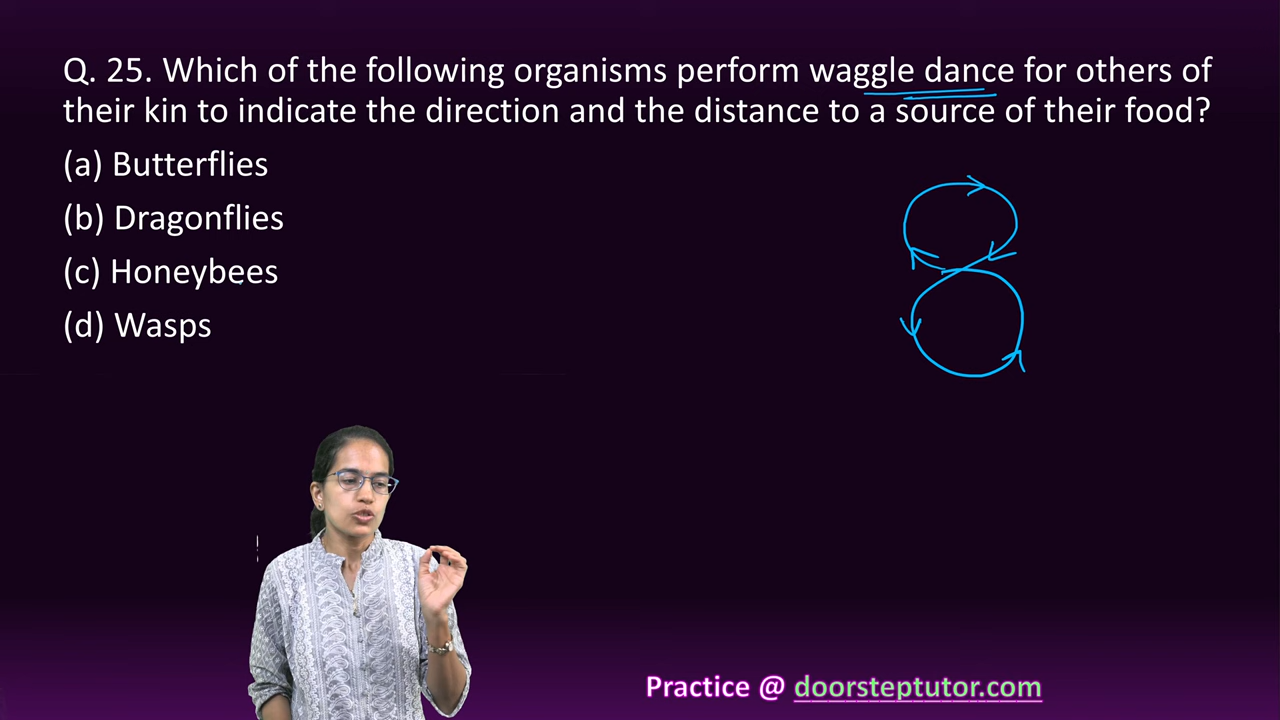 Q. 25. Which of the following organisms perform waggle dance for others of
their kin to indicate the direction and the distance to a source of their food?
(a) Butterflies
(b) Dragonflies
(c) Honeybees
(d) Wasps
Practice @ doorsteptutor.com